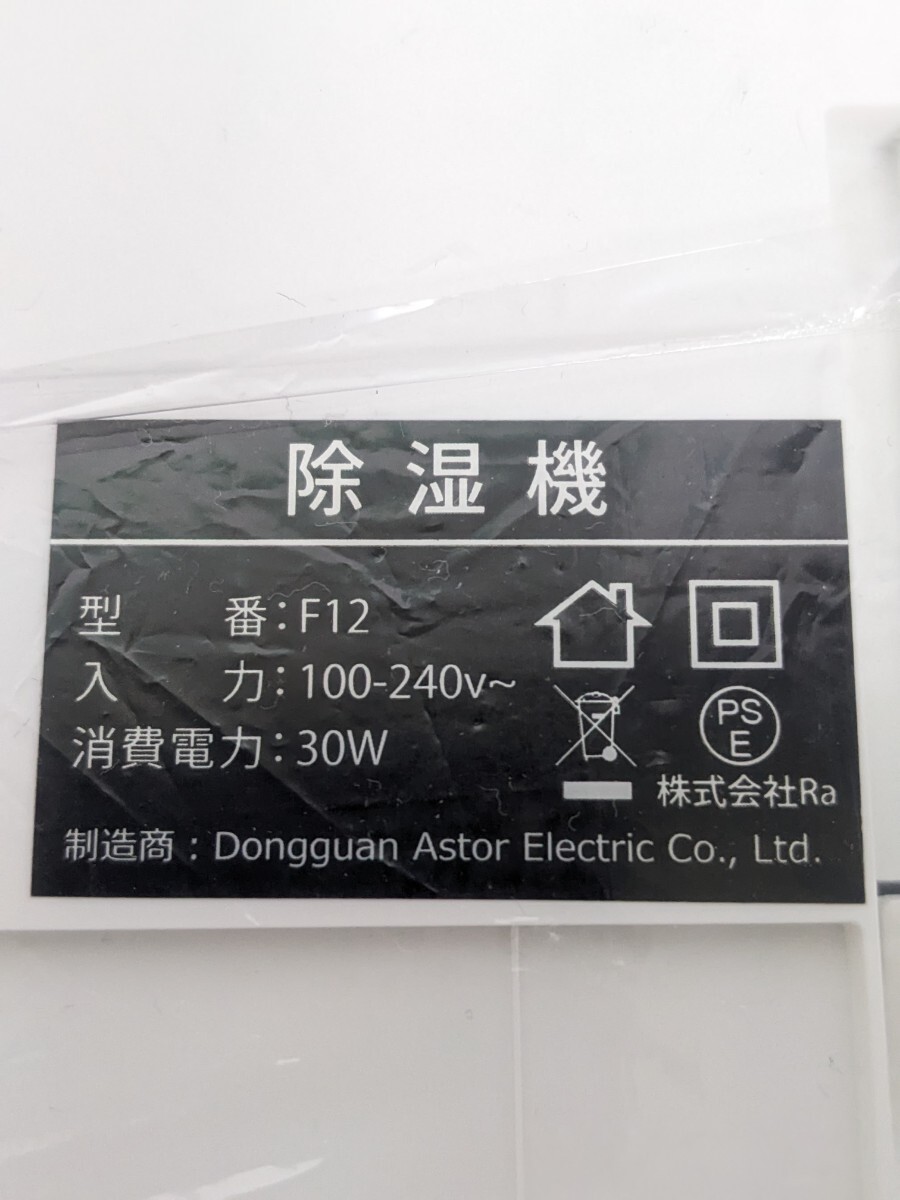 除湿機
型番：F12
入力：100-240v~
消費電力：30W
PS
E
株式会社Ra
制造商：Dongguan Astor Electric Co., Ltd.